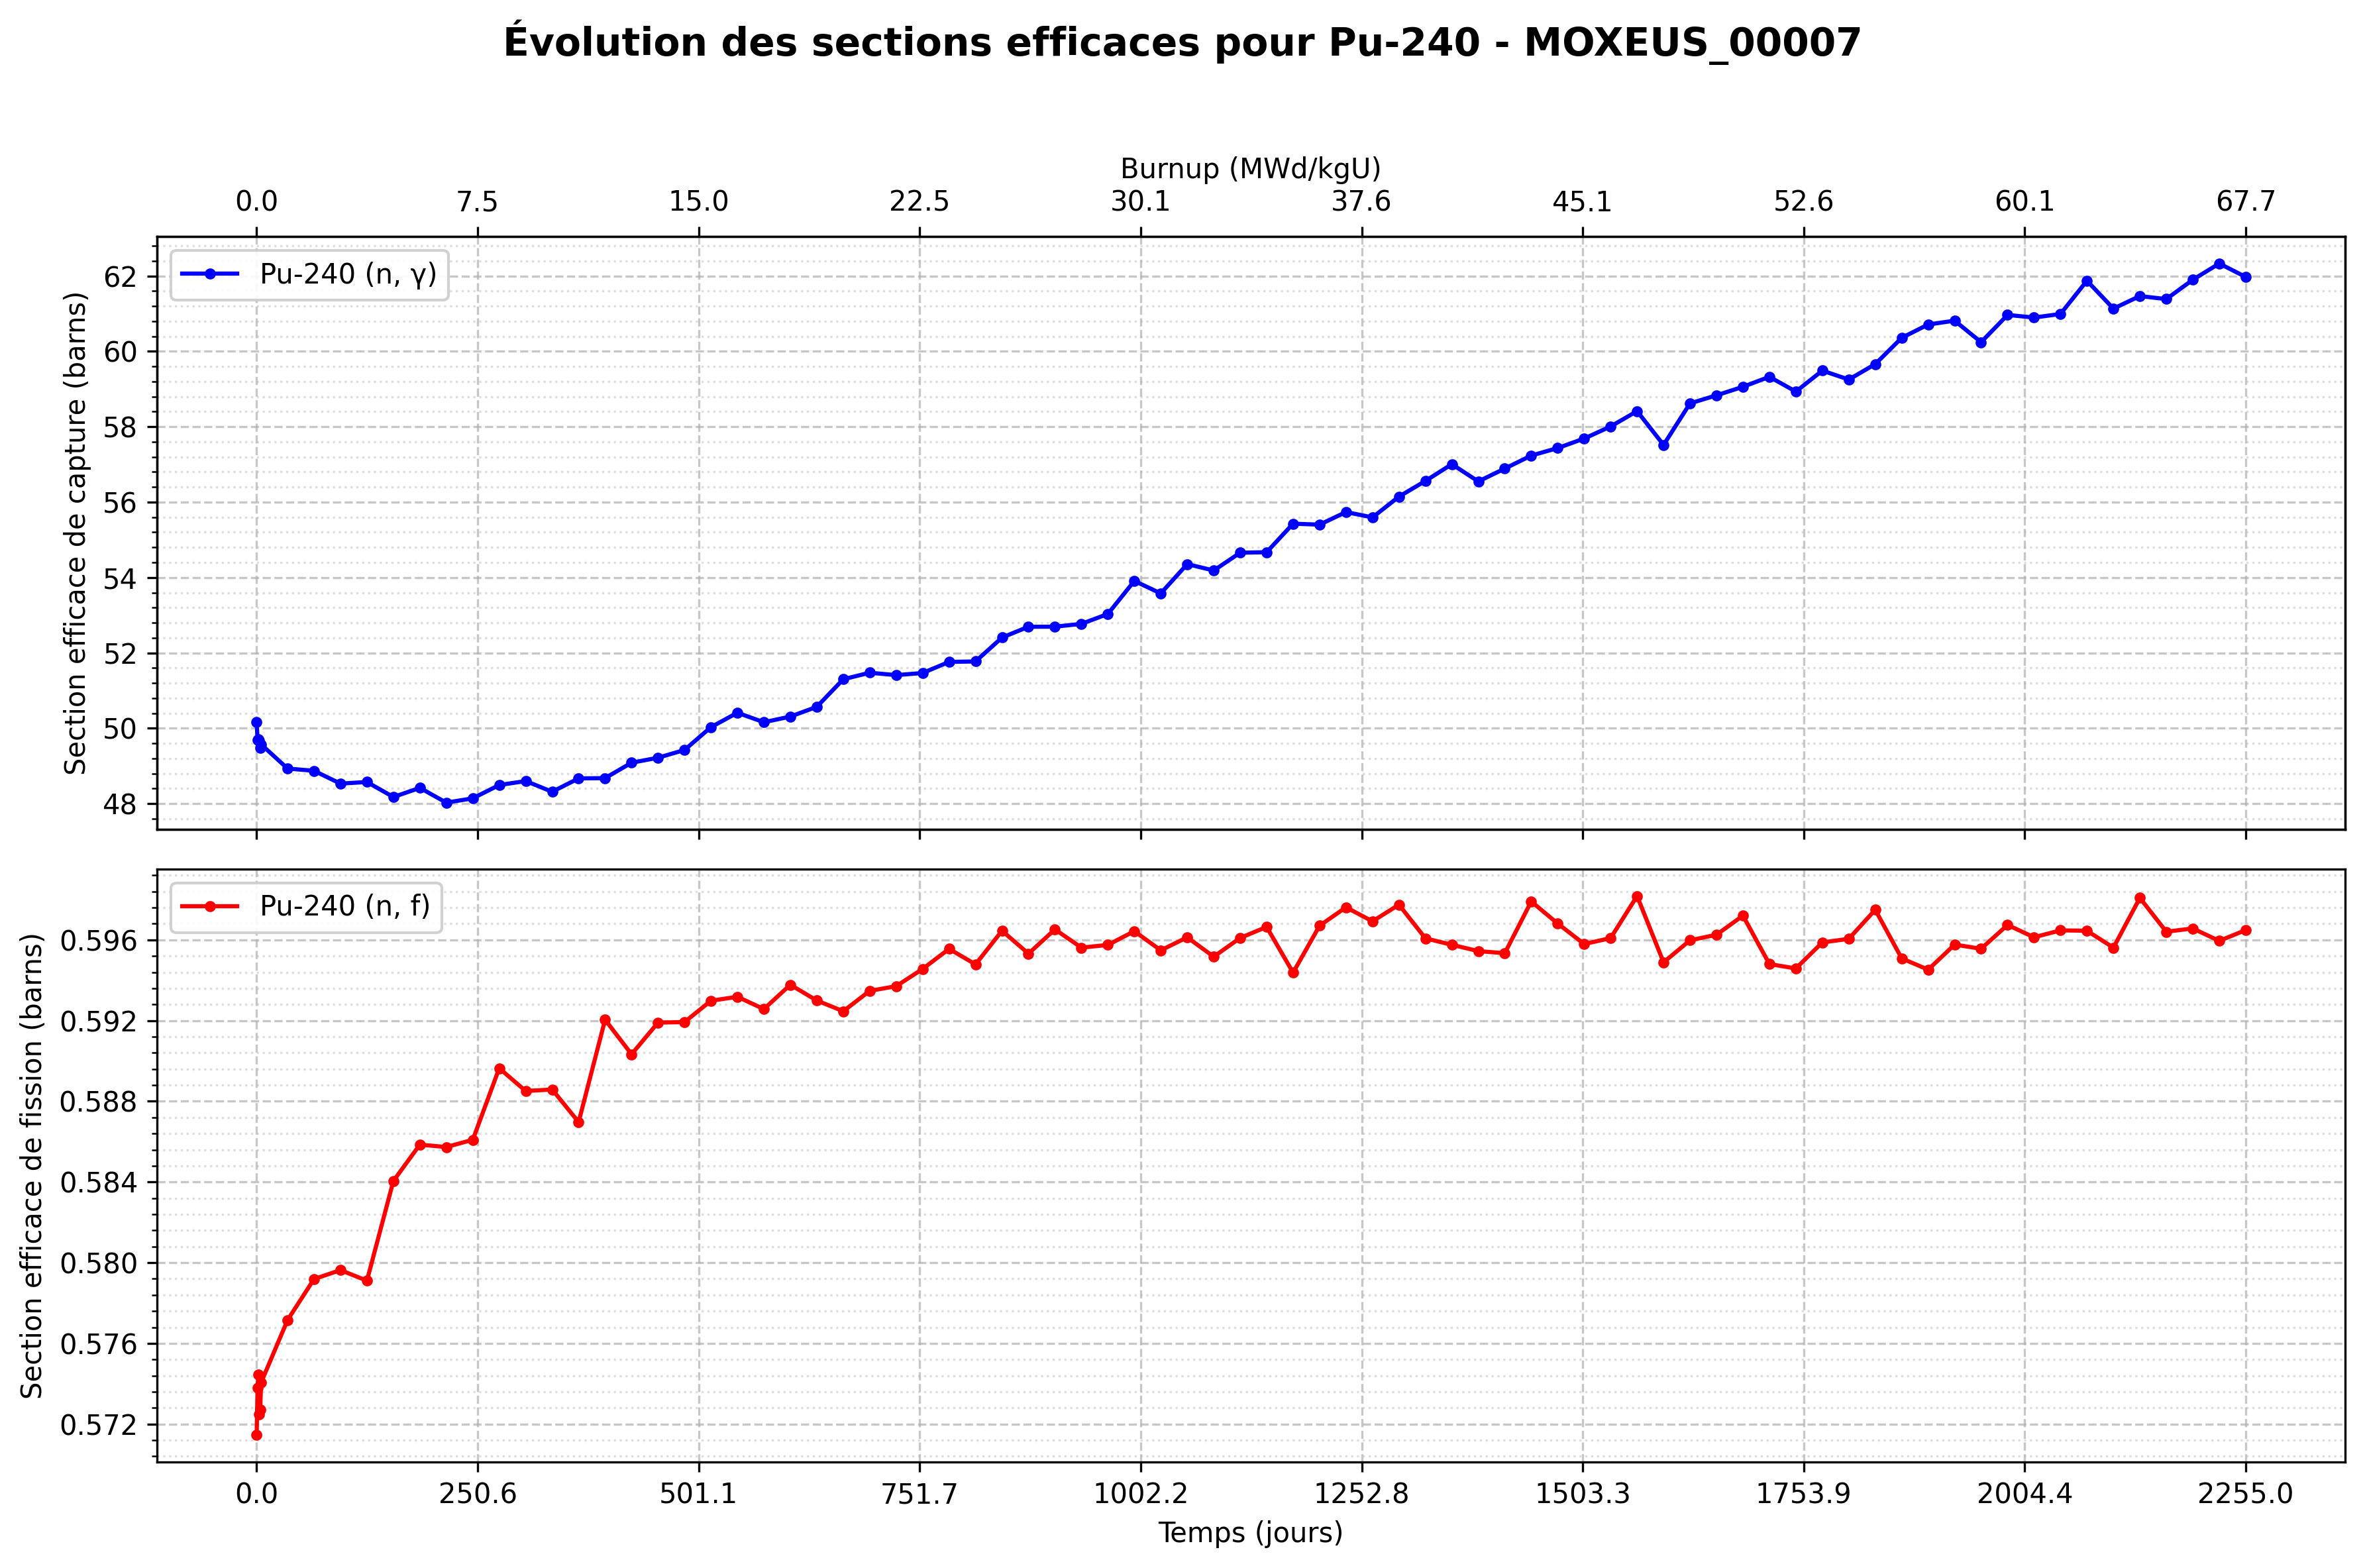 Évolution des sections efficaces pour Pu-240 - MOXEUS_00007
Burnup (MWd/kgU)
0.0 7.5 15.0 22.5 30.1 37.6 45.1 52.6 60.1 67.7
Pu-240 (n, γ)
Section efficace de capture (barns)
62
60
58
56
54
52
50
48
Pu-240 (n, f)
Section efficace de fission (barns)
0.596
0.592
0.588
0.584
0.580
0.576
0.572
0.0 250.6 501.1 751.7 1002.2 1252.8 1503.3 1753.9 2004.4 2255.0
Temps (jours)